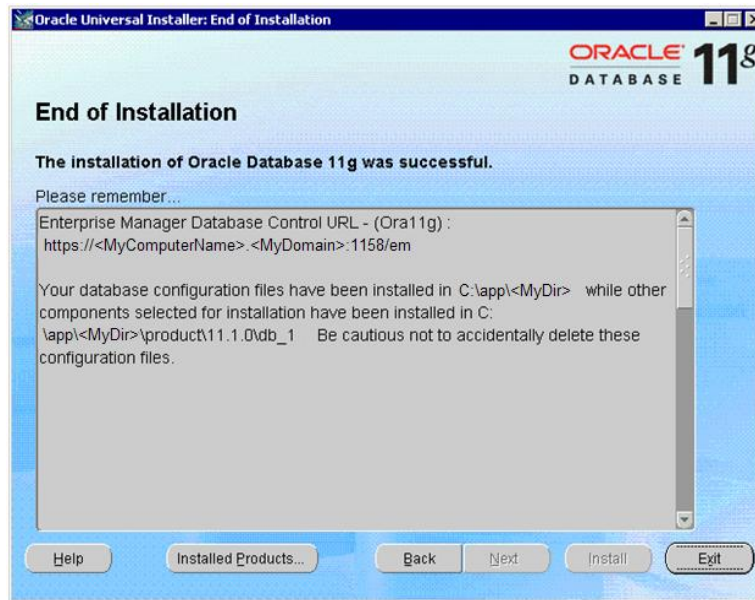 Oracle Universal Installer: End of Installation
ORACLE
DATABASE 11g
End of Installation
The installation of Oracle Database 11g was successful.
Please remember...
Enterprise Manager Database Control URL - (Ora11g) :
https://<MyComputerName>.<MyDomain>:1158/em
Your database configuration files have been installed in C:\app\<MyDir> while other
components selected for installation have been installed in C:
\app\<MyDir>\product\11.1.0\db_1 Be cautious not to accidentally delete these
configuration files.
Help Installed Products... Back Next Install Exit